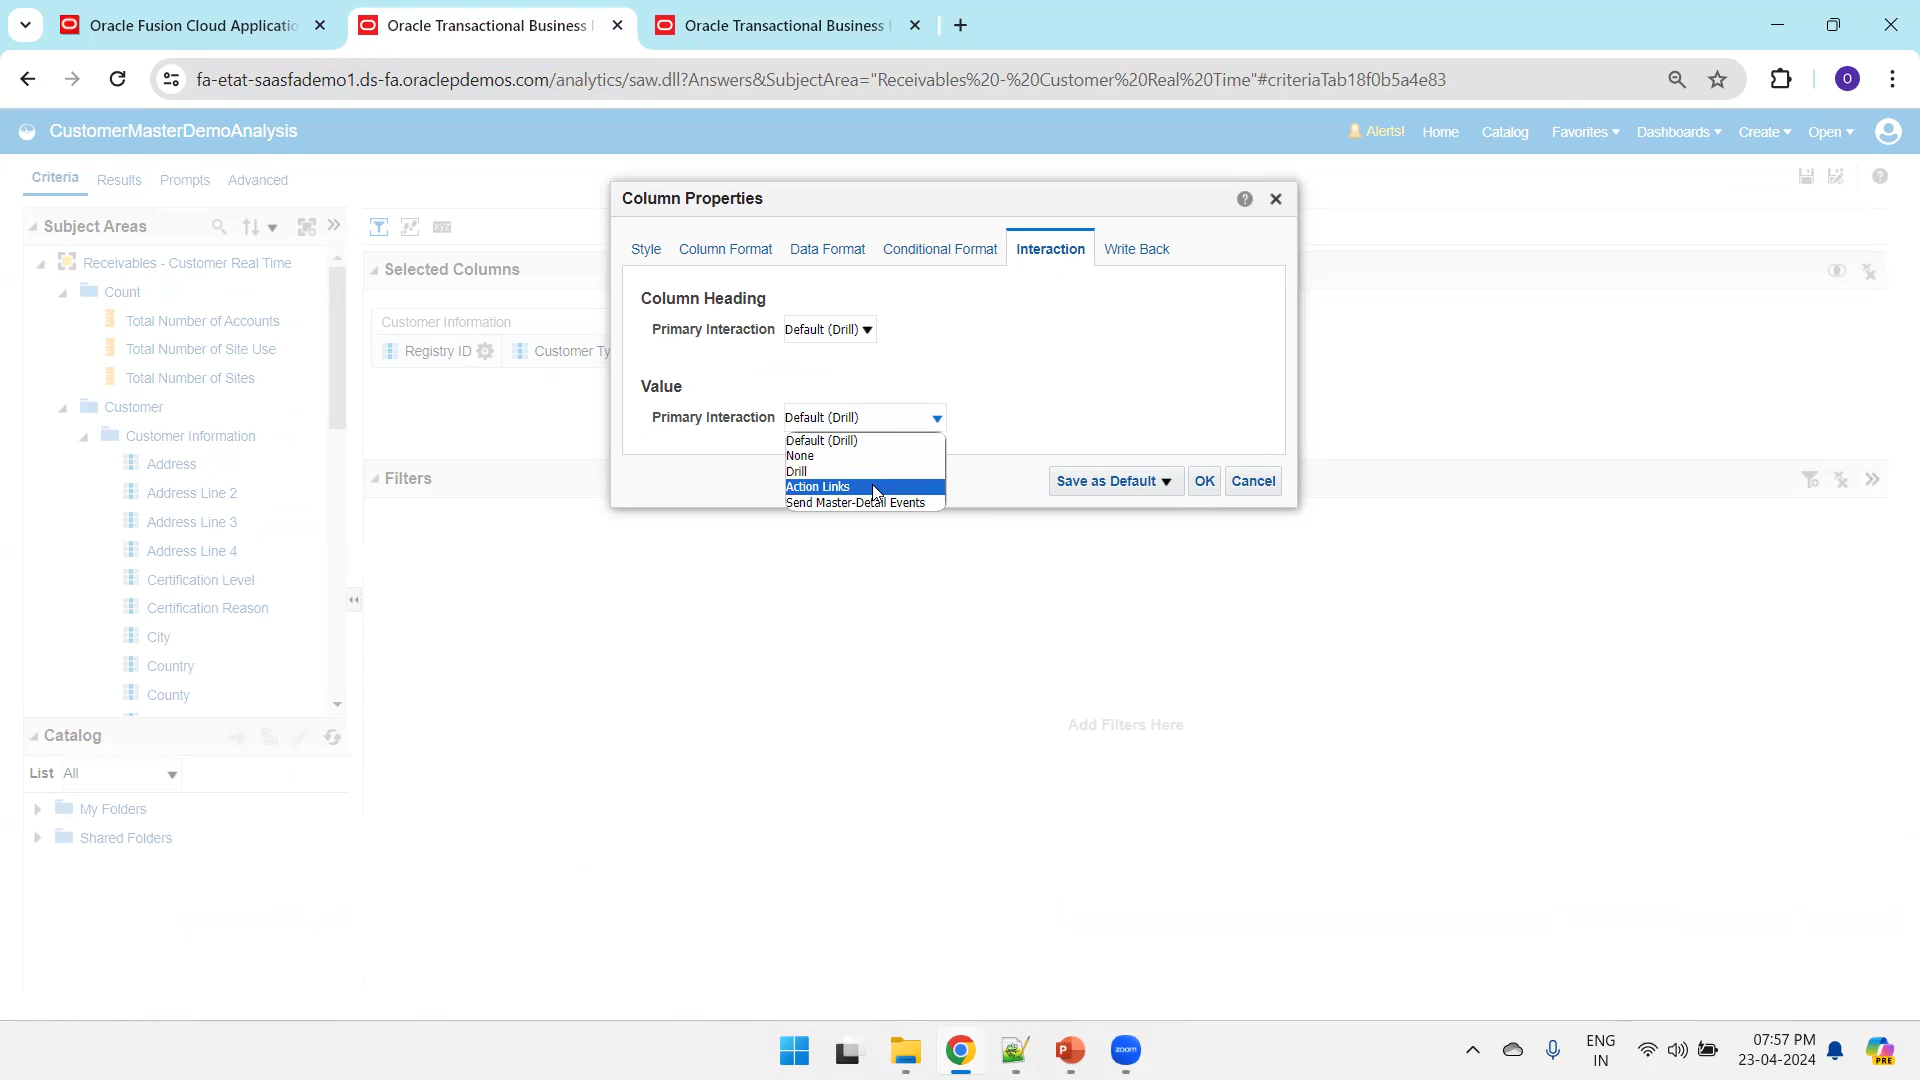 Oracle Fusion Cloud Applicatio
Oracle Transactional Business I
Oracle Transactional Business I
fa-etat-saasfademo1.ds-fa.oraclepdemos.com/analytics/saw.dll?Answers&SubjectArea="Receivables%20-%20Customer%20Real%20Time"#criteriaTab18f0b5a4e83
O
CustomerMasterDemoAnalysis
Alerts!
Home
Catalog
Favorites
Dashboards
Create
Open
Criteria
Results
Prompts
Advanced
Subject Areas
Receivables - Customer Real Time
Count
Total Number of Accounts
Total Number of Site Use
Total Number of Sites
Customer
Customer Information
Address
Address Line 2
Address Line 3
Address Line 4
Certification Level
Certification Reason
City
Country
County
Catalog
List All
My Folders
Shared Folders
XYZ
Selected Columns
Customer Information
Registry ID
Customer Ty
Filters
Add Filters Here
Column Properties
Style
Column Format
Data Format
Conditional Format
Interaction
Write Back
Column Heading
Primary Interaction Default (Drill)
Value
Primary Interaction Default (Drill)
Default (Drill)
None
Drill
Action Links
Send Master-Detail Events
Save as Default
OK
Cancel
P
zoom
ENG
IN
07:57 PM
23-04-2024
PRE